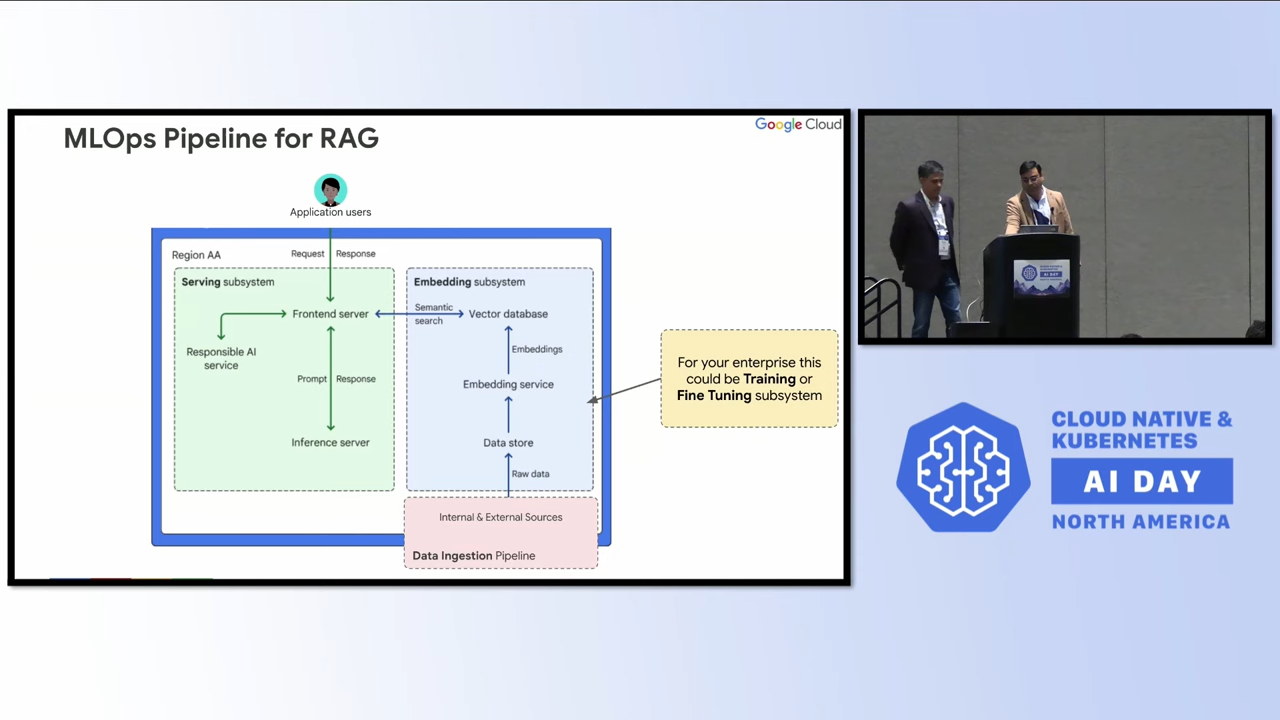 MLOps Pipeline for RAG
Google Cloud
Application users
Region AA
Request
Response
Serving subsystem
Frontend server
Responsible AI
service
Prompt
Response
Inference server
Embedding subsystem
Semantic
search
Vector database
Embeddings
Embedding service
Data store
Raw data
Internal & External Sources
Data Ingestion Pipeline
For your enterprise this
could be Training or
Fine Tuning subsystem
AI DAY
CLOUD NATIVE &
KUBERNETES
AI DAY
NORTH AMERICA